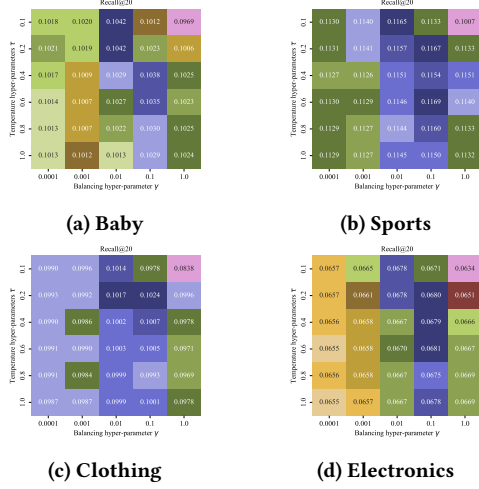 Recall@20
Temperature hyper-parameters τ
0.1 0.1018 0.1020 0.1042 0.1012 0.0969
0.2 0.1021 0.1019 0.1042 0.1023 0.1006
0.4 0.1017 0.1009 0.1029 0.1038 0.1025
0.6 0.1014 0.1007 0.1027 0.1035 0.1023
0.8 0.1013 0.1007 0.1022 0.1030 0.1025
1.0 0.1013 0.1012 0.1013 0.1029 0.1024
0.0001 0.001 0.01 0.1 1.0
Balancing hyper-parameter γ
(a) Baby
Recall@20
Temperature hyper-parameters τ
0.1 0.1130 0.1140 0.1165 0.1133 0.1007
0.2 0.1131 0.1141 0.1157 0.1167 0.1133
0.4 0.1127 0.1126 0.1151 0.1154 0.1151
0.6 0.1130 0.1129 0.1146 0.1169 0.1140
0.8 0.1129 0.1127 0.1144 0.1160 0.1133
1.0 0.1129 0.1127 0.1145 0.1150 0.1132
0.0001 0.001 0.01 0.1 1.0
Balancing hyper-parameter γ
(b) Sports
Recall@20
Temperature hyper-parameters τ
0.1 0.0990 0.0996 0.1014 0.0978 0.0838
0.2 0.0993 0.0992 0.1017 0.1024 0.0996
0.4 0.0990 0.0986 0.1002 0.1007 0.0978
0.6 0.0991 0.0990 0.1003 0.1005 0.0971
0.8 0.0991 0.0984 0.0999 0.0993 0.0969
1.0 0.0987 0.0987 0.0999 0.1001 0.0978
0.0001 0.001 0.01 0.1 1.0
Balancing hyper-parameter γ
(c) Clothing
Recall@20
Temperature hyper-parameters τ
0.1 0.0657 0.0665 0.0678 0.0671 0.0634
0.2 0.0657 0.0661 0.0678 0.0680 0.0651
0.4 0.0656 0.0658 0.0667 0.0679 0.0666
0.6 0.0655 0.0658 0.0670 0.0681 0.0667
0.8 0.0656 0.0658 0.0667 0.0675 0.0669
1.0 0.0655 0.0657 0.0667 0.0678 0.0669
0.0001 0.001 0.01 0.1 1.0
Balancing hyper-parameter γ
(d) Electronics